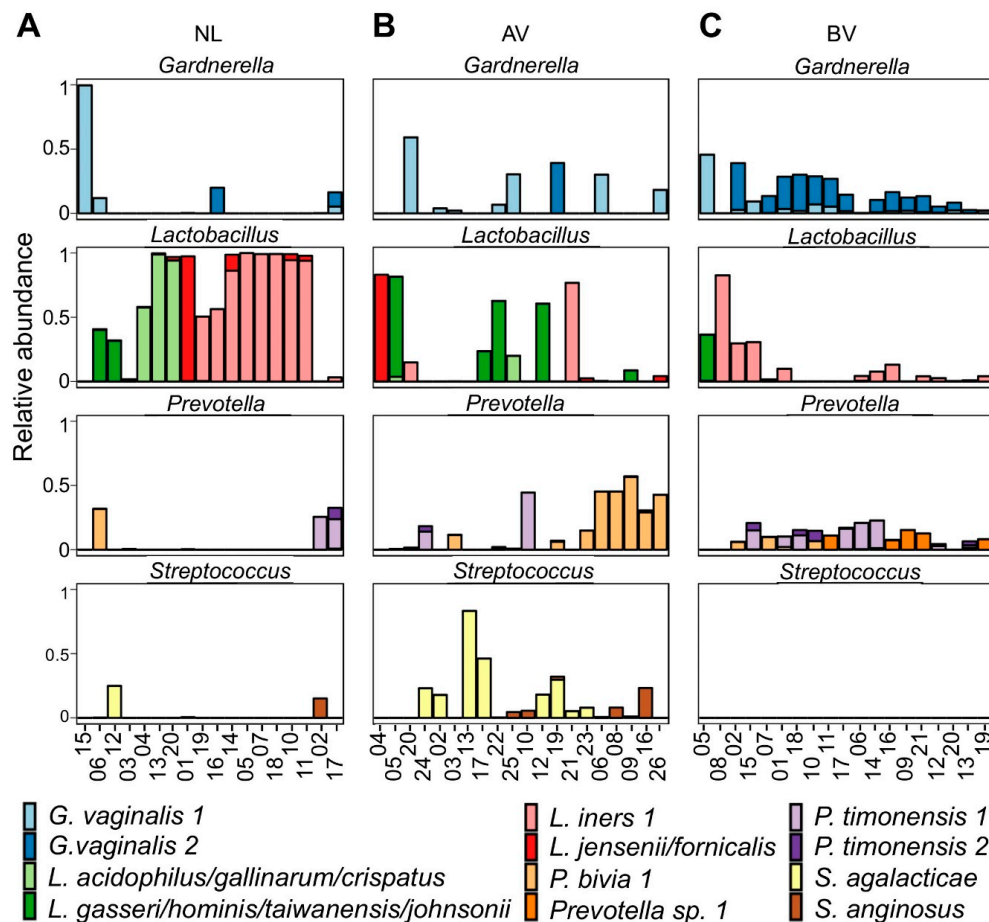 A NL
B AV
C BV
Gardnerella Gardnerella Gardnerella
1
0.5
0
Lactobacillus Lactobacillus Lactobacillus
1
0.5
0
Prevotella Prevotella Prevotella
1
0.5
0
Streptococcus Streptococcus Streptococcus
1
0.5
0
Relative abundance
15 06 12 03 04 13 20 01 19 16 14 05 07 18 10 11 02 17
04 05 20 24 02 03 13 17 22 25 10 12 19 21 23 06 08 09 16 26
05 08 02 15 07 01 18 10 11 17 06 14 16 09 21 12 20 13 19
G. vaginalis 1
G.vaginalis 2
L. acidophilus/gallinarum/crispatus
L. gasseri/hominis/taiwanensis/johnsonii
L. iners 1
L. jensenii/fornicalis
P. bivia 1
Prevotella sp. 1
P. timonensis 1
P. timonensis 2
S. agalacticae
S. anginosus